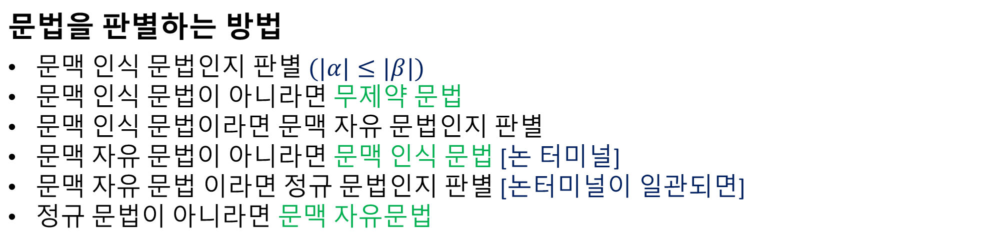 문법을 판별하는 방법
• 문맥 인식 문법인지 판별 (|α| ≤ |β|)
• 문맥 인식 문법이 아니라면 무제약 문법
• 문맥 인식 문법이라면 문맥 자유 문법인지 판별
• 문맥 자유 문법이 아니라면 문맥 인식 문법 [논 터미널]
• 문맥 자유 문법 이라면 정규 문법인지 판별 [논터미널이 일관되면]
• 정규 문법이 아니라면 문맥 자유문법